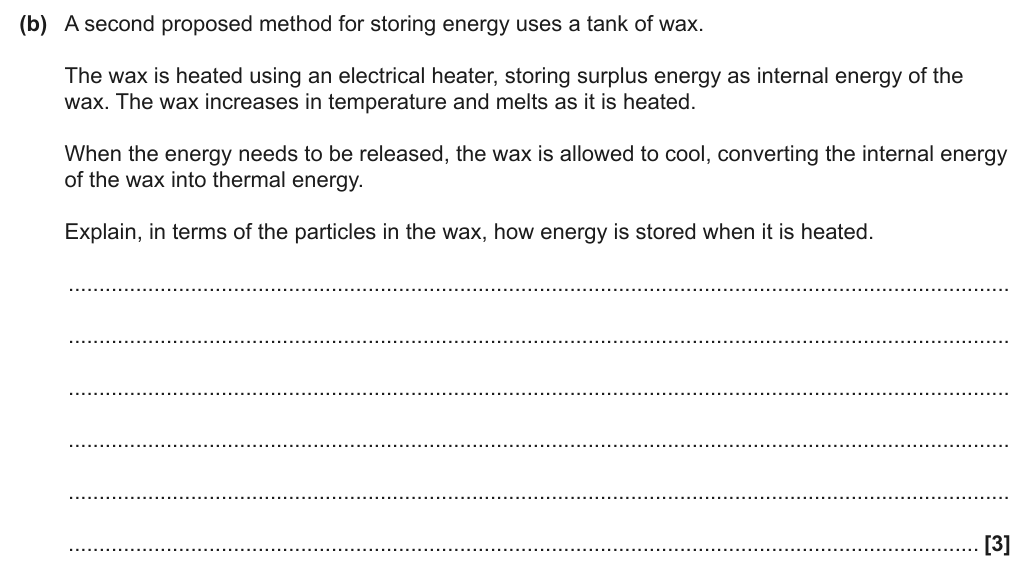 (b) A second proposed method for storing energy uses a tank of wax.
The wax is heated using an electrical heater, storing surplus energy as internal energy of the
wax. The wax increases in temperature and melts as it is heated.
When the energy needs to be released, the wax is allowed to cool, converting the internal energy
of the wax into thermal energy.
Explain, in terms of the particles in the wax, how energy is stored when it is heated.
[3]